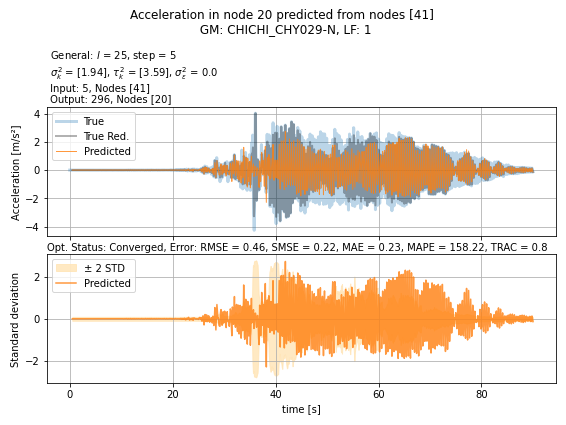 Acceleration in node 20 predicted from nodes [41]
GM: CHICHI_CHY029-N, LF: 1
General: l = 25, step = 5
σ²ₖ = [1.94], τ²ₖ = [3.59], σ²ε = 0.0
Input: 5, Nodes [41]
Output: 296, Nodes [20]
Acceleration [m/s²]
4
2
0
−2
−4
True
True Red.
Predicted
Opt. Status: Converged, Error: RMSE = 0.46, SMSE = 0.22, MAE = 0.23, MAPE = 158.22, TRAC = 0.8
Standard deviation
2
0
−2
± 2 STD
Predicted
0 20 40 60 80
time [s]